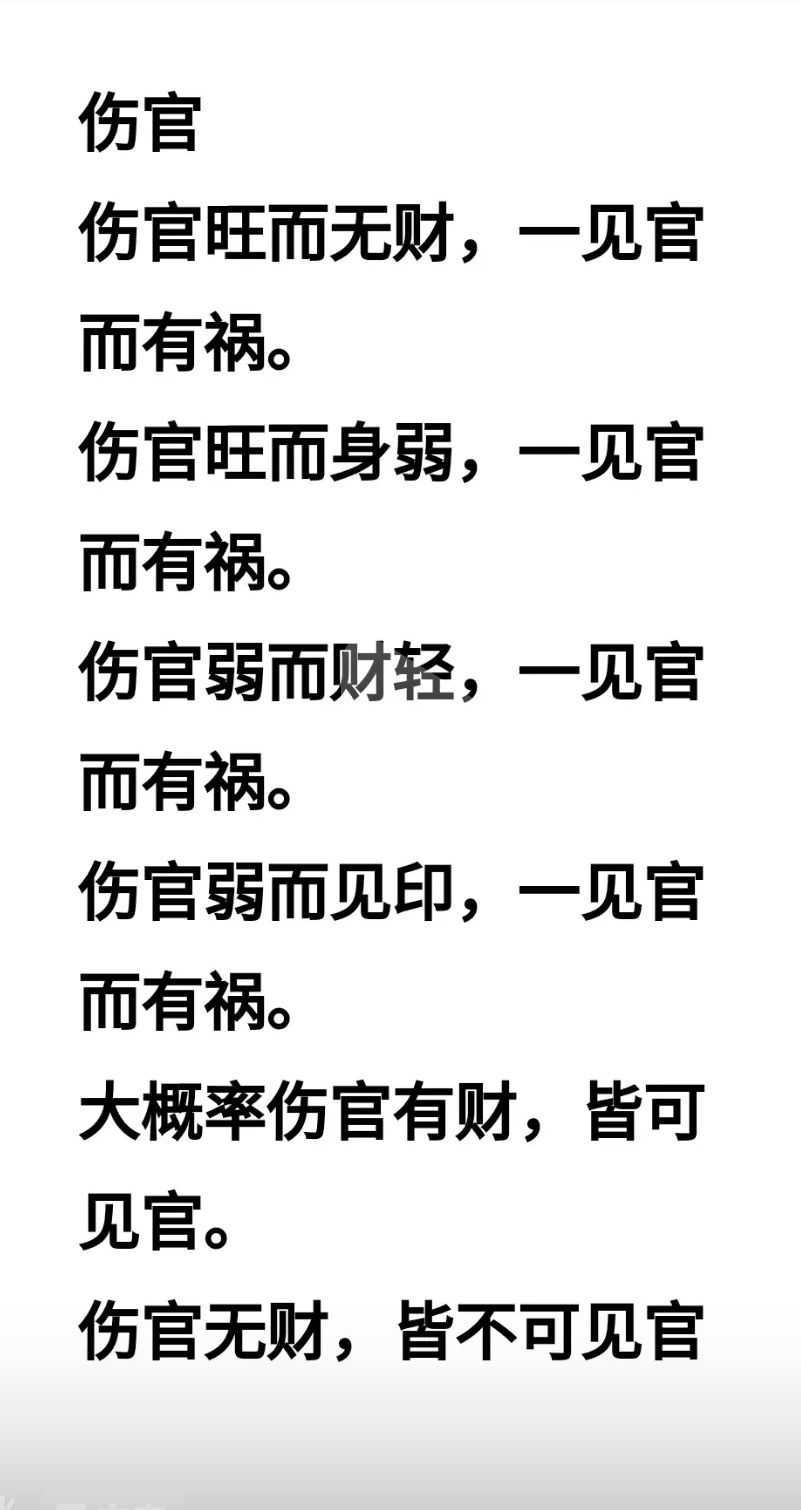 伤官
伤官旺而无财，一见官
而有祸。
伤官旺而身弱，一见官
而有祸。
伤官弱而财轻，一见官
而有祸。
伤官弱而见印，一见官
而有祸。
大概率伤官有财，皆可
见官。
伤官无财，皆不可见官